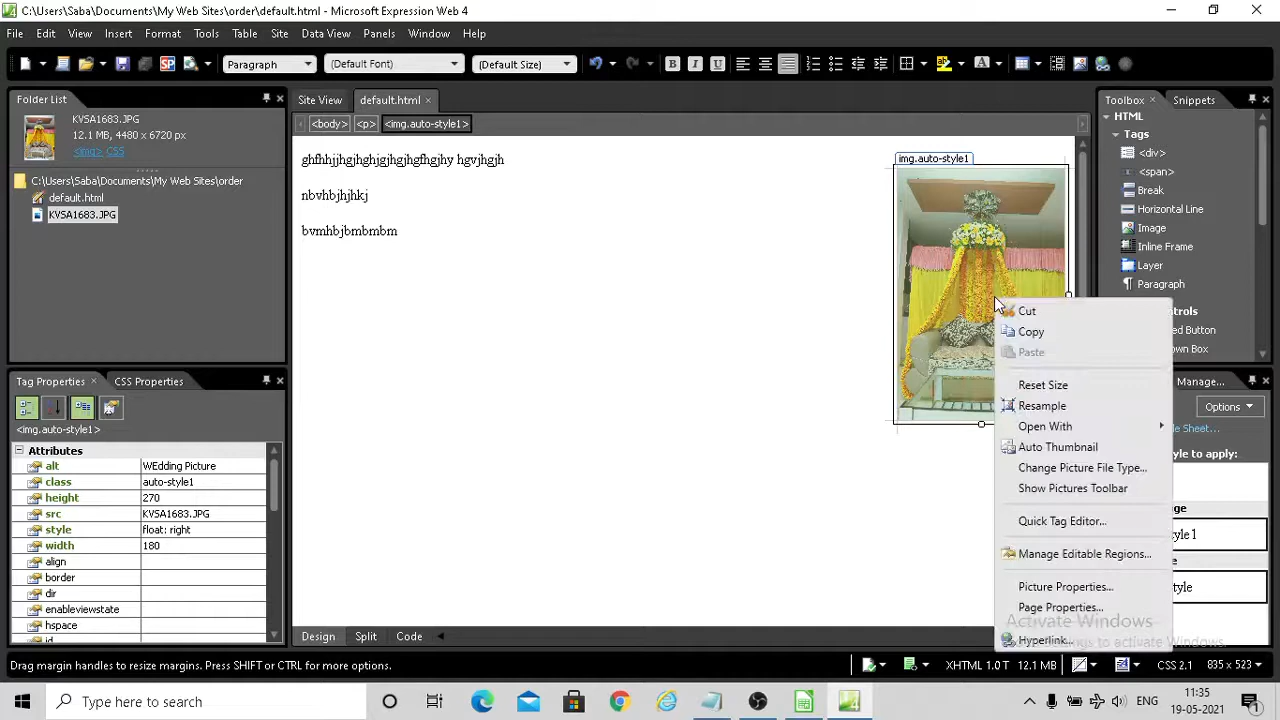 C:\Users\Saba\Documents\My Web Sites\order\default.html - Microsoft Expression Web 4
File Edit View Insert Format Tools Table Site Data View Panels Window Help
Paragraph (Default Font) (Default Size) B I U A
Folder List
KVSA1683.JPG
12.1 MB, 4480 x 6720 px
<img> CSS
C:\Users\Saba\Documents\My Web Sites\order
default.html
KVSA1683.JPG
Site View default.html
<body> <p> <img.auto-style1>
ghfhhjjhgjhghjgjhgjhgfhgjhy hgvjhgjh
nbvhbjhjhkj
bvmhbjbmbmbm
img.auto-style1
Toolbox Snippets
HTML
Tags
<div>
<span>
Break
Horizontal Line
Image
Inline Frame
Layer
Paragraph
Cut
Copy
Paste
Reset Size
Resample
Open With
Auto Thumbnail
Change Picture File Type...
Show Pictures Toolbar
Quick Tag Editor...
Manage Editable Regions...
Picture Properties...
Page Properties...
Hyperlink...
Manage...
Options
Tag Properties CSS Properties
<img.auto-style1>
Attributes
alt WEdding Picture
class auto-style1
height 270
src KVSA1683.JPG
style float: right
width 180
align
border
dir
enableviewstate
hspace
id
Design Split Code
Activate Windows
Drag margin handles to resize margins. Press SHIFT or CTRL for more options.
XHTML 1.0 T 12.1 MB CSS 2.1 835 × 523
Type here to search
ENG
11:35
19-05-2021